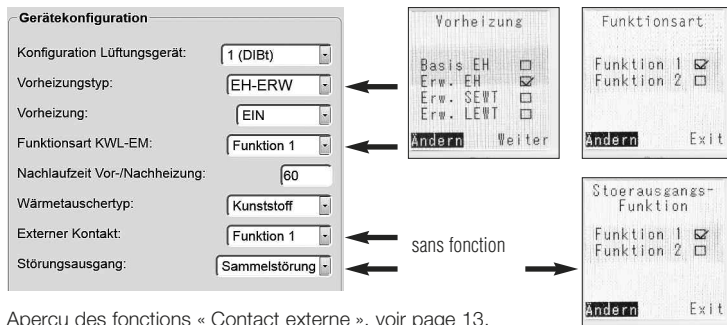 Gerätekonfiguration
Konfiguration Lüftungsgerät: 1 (DIBt)
Vorheizungstyp: EH-ERW
Vorheizung: EIN
Funktionsart KWL-EM: Funktion 1
Nachlaufzeit Vor-/Nachheizung: 60
Wärmetauschertyp: Kunststoff
Externer Kontakt: Funktion 1
Störungsausgang: Sammelstörung
Vorheizung
Basis EH
Erw. EH
Erw. SEWT
Erw. LEWT
Ändern Weiter
Funktionsart
Funktion 1
Funktion 2
Ändern Exit
sans fonction
Stoerausgangs-
Funktion
Funktion 1
Funktion 2
Ändern Exit
Aperçu des fonctions « Contact externe », voir page 13.